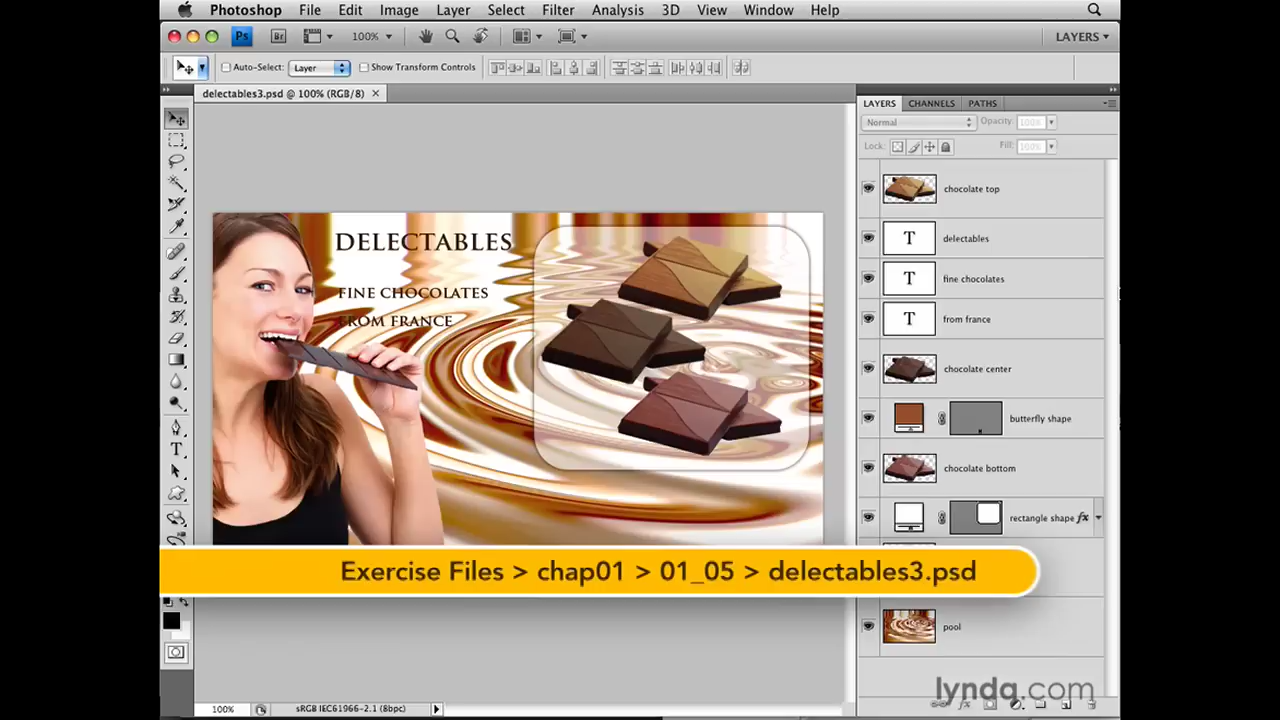 Photoshop File Edit Image Layer Select Filter Analysis 3D View Window Help
Ps Br 100% LAYERS
Auto-Select: Layer Show Transform Controls
delectables3.psd @ 100% (RGB/8) ×
LAYERS CHANNELS PATHS
Normal Opacity: 100%
Lock: Fill: 100%
chocolate top
T delectables
T fine chocolates
T from france
chocolate center
butterfly shape
chocolate bottom
rectangle shape fx
pool
DELECTABLES
FINE CHOCOLATES
FROM FRANCE
Exercise Files > chap01 > 01_05 > delectables3.psd
T
lynda.com
100% sRGB IEC61966-2.1 (8bpc)